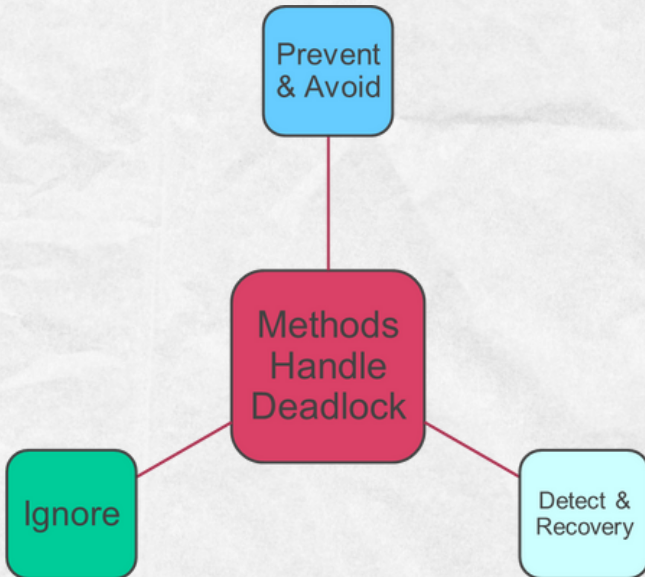 Prevent
& Avoid
Methods
Handle
Deadlock
Ignore
Detect &
Recovery